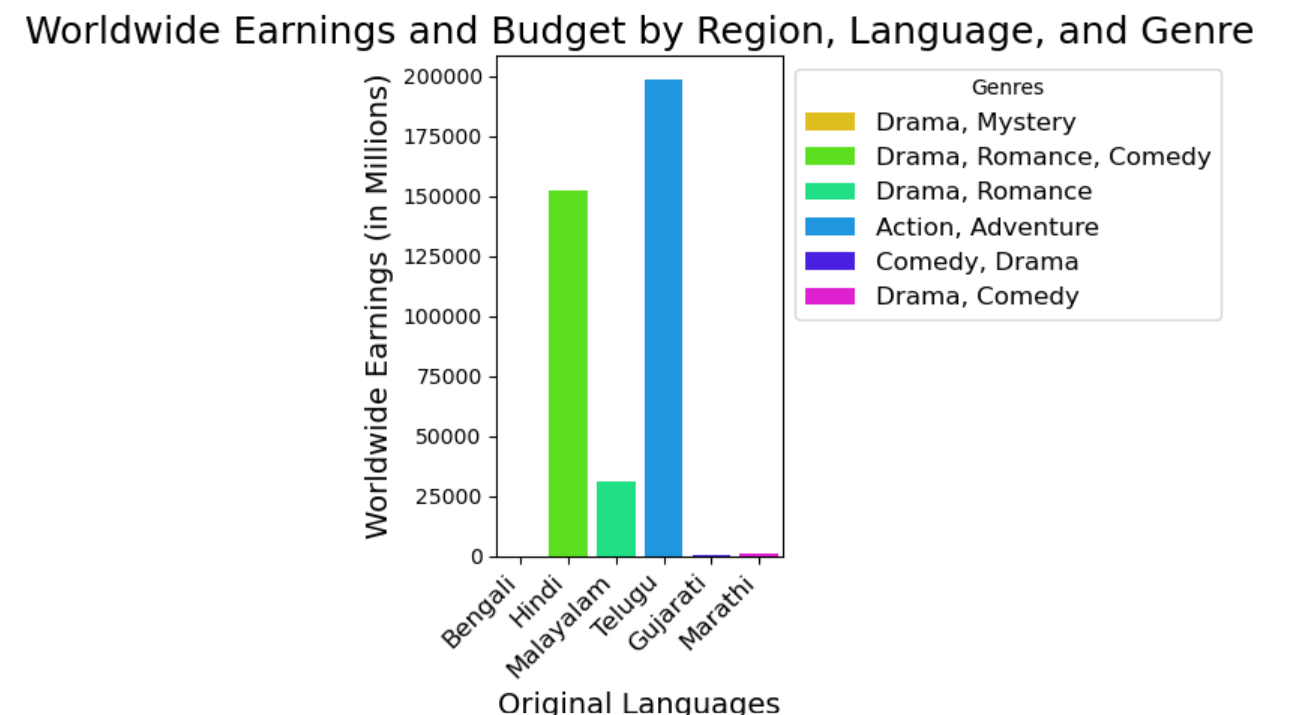 Worldwide Earnings and Budget by Region, Language, and Genre
Worldwide Earnings (in Millions)
200000
175000
150000
125000
100000
75000
50000
25000
0
Bengali
Hindi
Malayalam
Telugu
Gujarati
Marathi
Original Languages
Genres
Drama, Mystery
Drama, Romance, Comedy
Drama, Romance
Action, Adventure
Comedy, Drama
Drama, Comedy